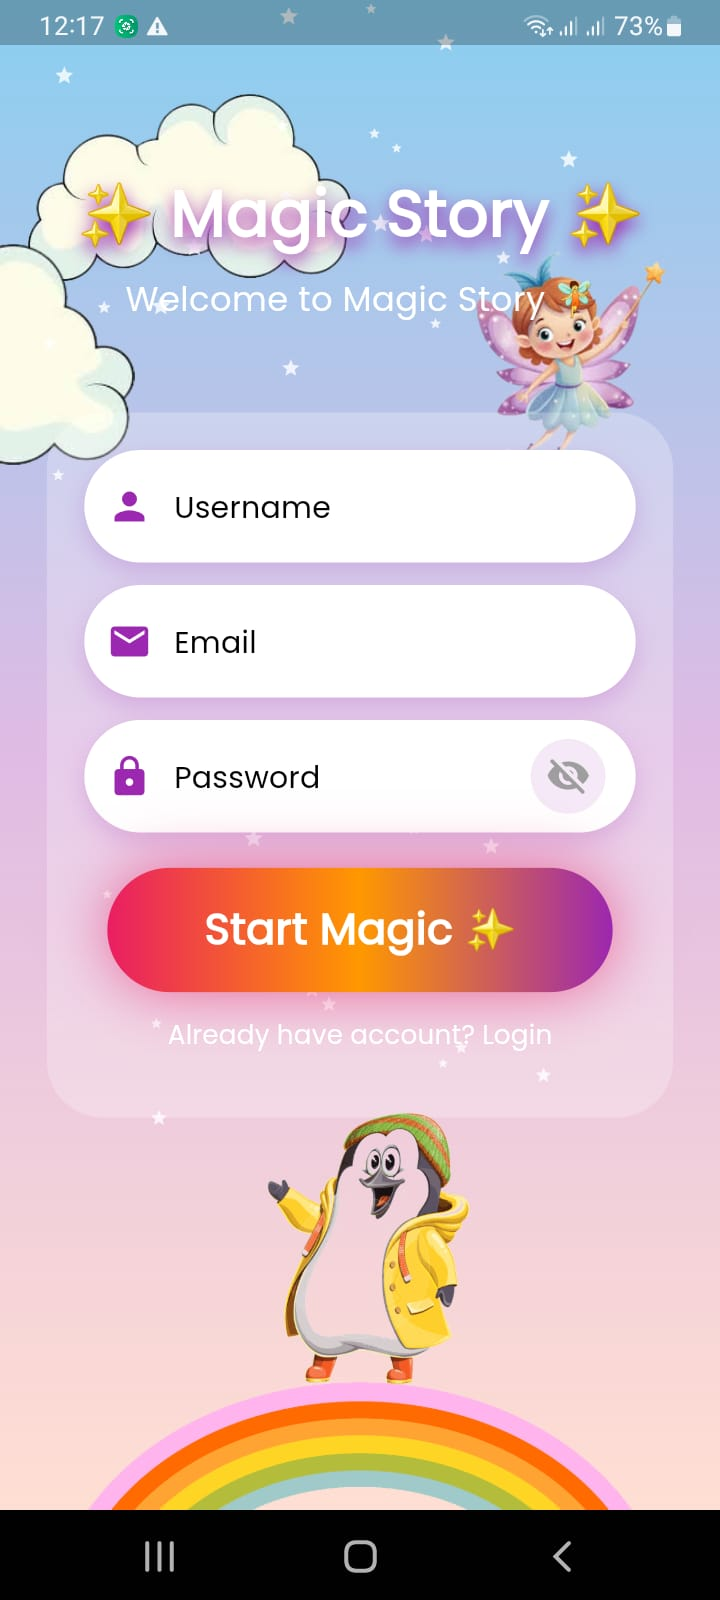 12:17 73%
✨ Magic Story ✨
Welcome to Magic Story
Username
Email
Password
Start Magic ✨
Already have account? Login